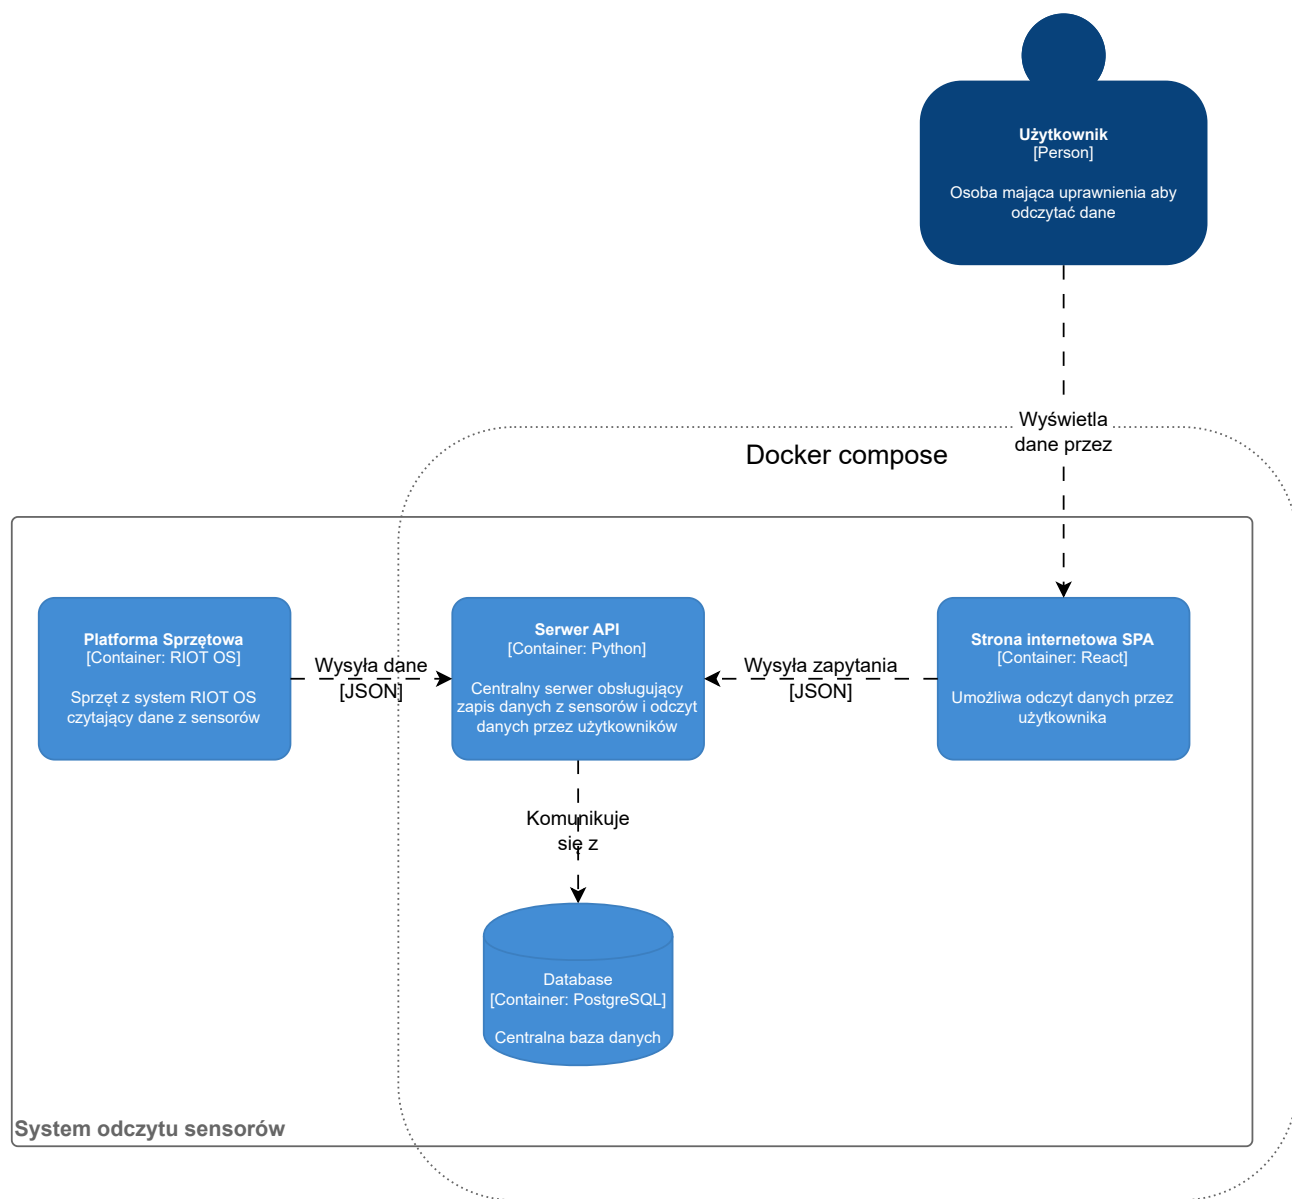 Użytkownik
[Person]
Osoba mająca uprawnienia aby
odczytać dane
Wyświetla
dane przez
Docker compose
Platforma Sprzętowa
[Container: RIOT OS]
Sprzęt z system RIOT OS
czytający dane z sensorów
Wysyła dane
[JSON]
Serwer API
[Container: Python]
Centralny serwer obsługujący
zapis danych z sensorów i odczyt
danych przez użytkowników
Wysyła zapytania
[JSON]
Strona internetowa SPA
[Container: React]
Umożliwa odczyt danych przez
użytkownika
Komunikuje
się z
Database
[Container: PostgreSQL]
Centralna baza danych
System odczytu sensorów